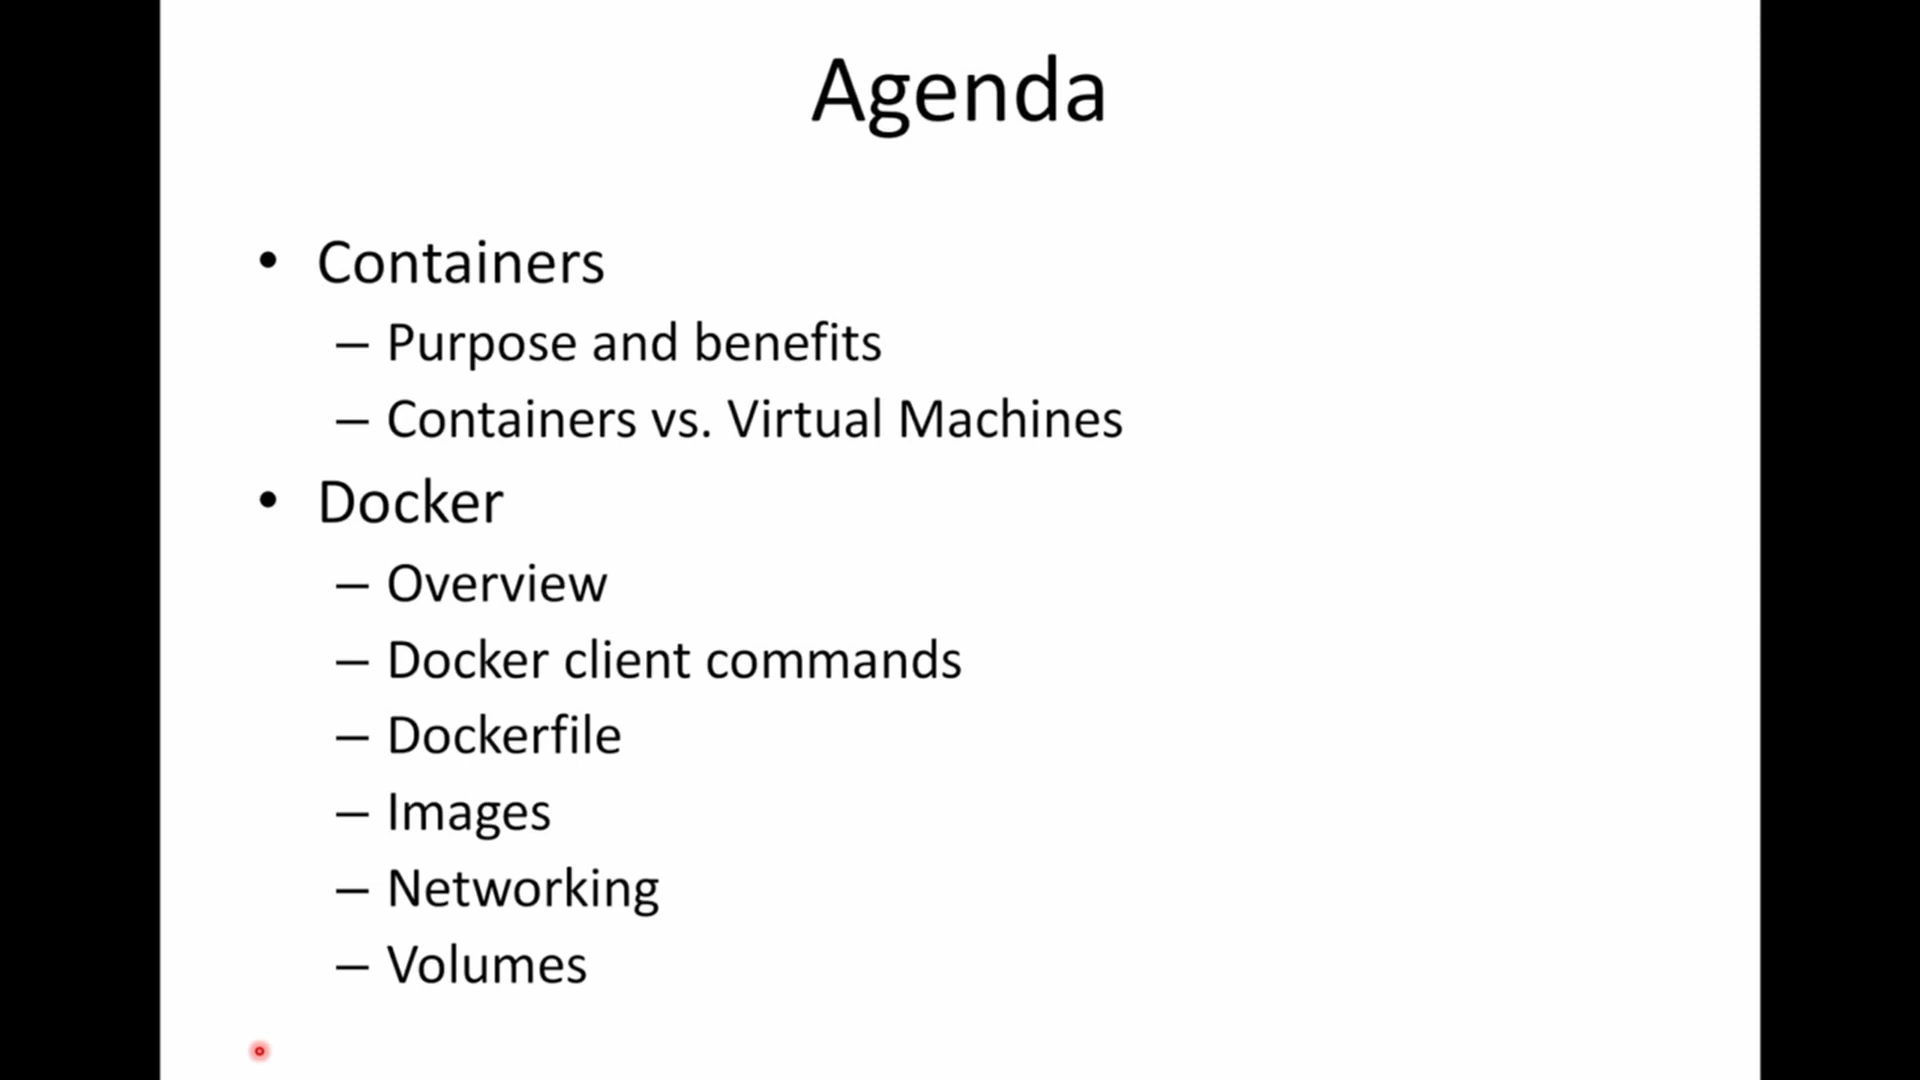 Agenda
• Containers
– Purpose and benefits
– Containers vs. Virtual Machines
• Docker
– Overview
– Docker client commands
– Dockerfile
– Images
– Networking
– Volumes